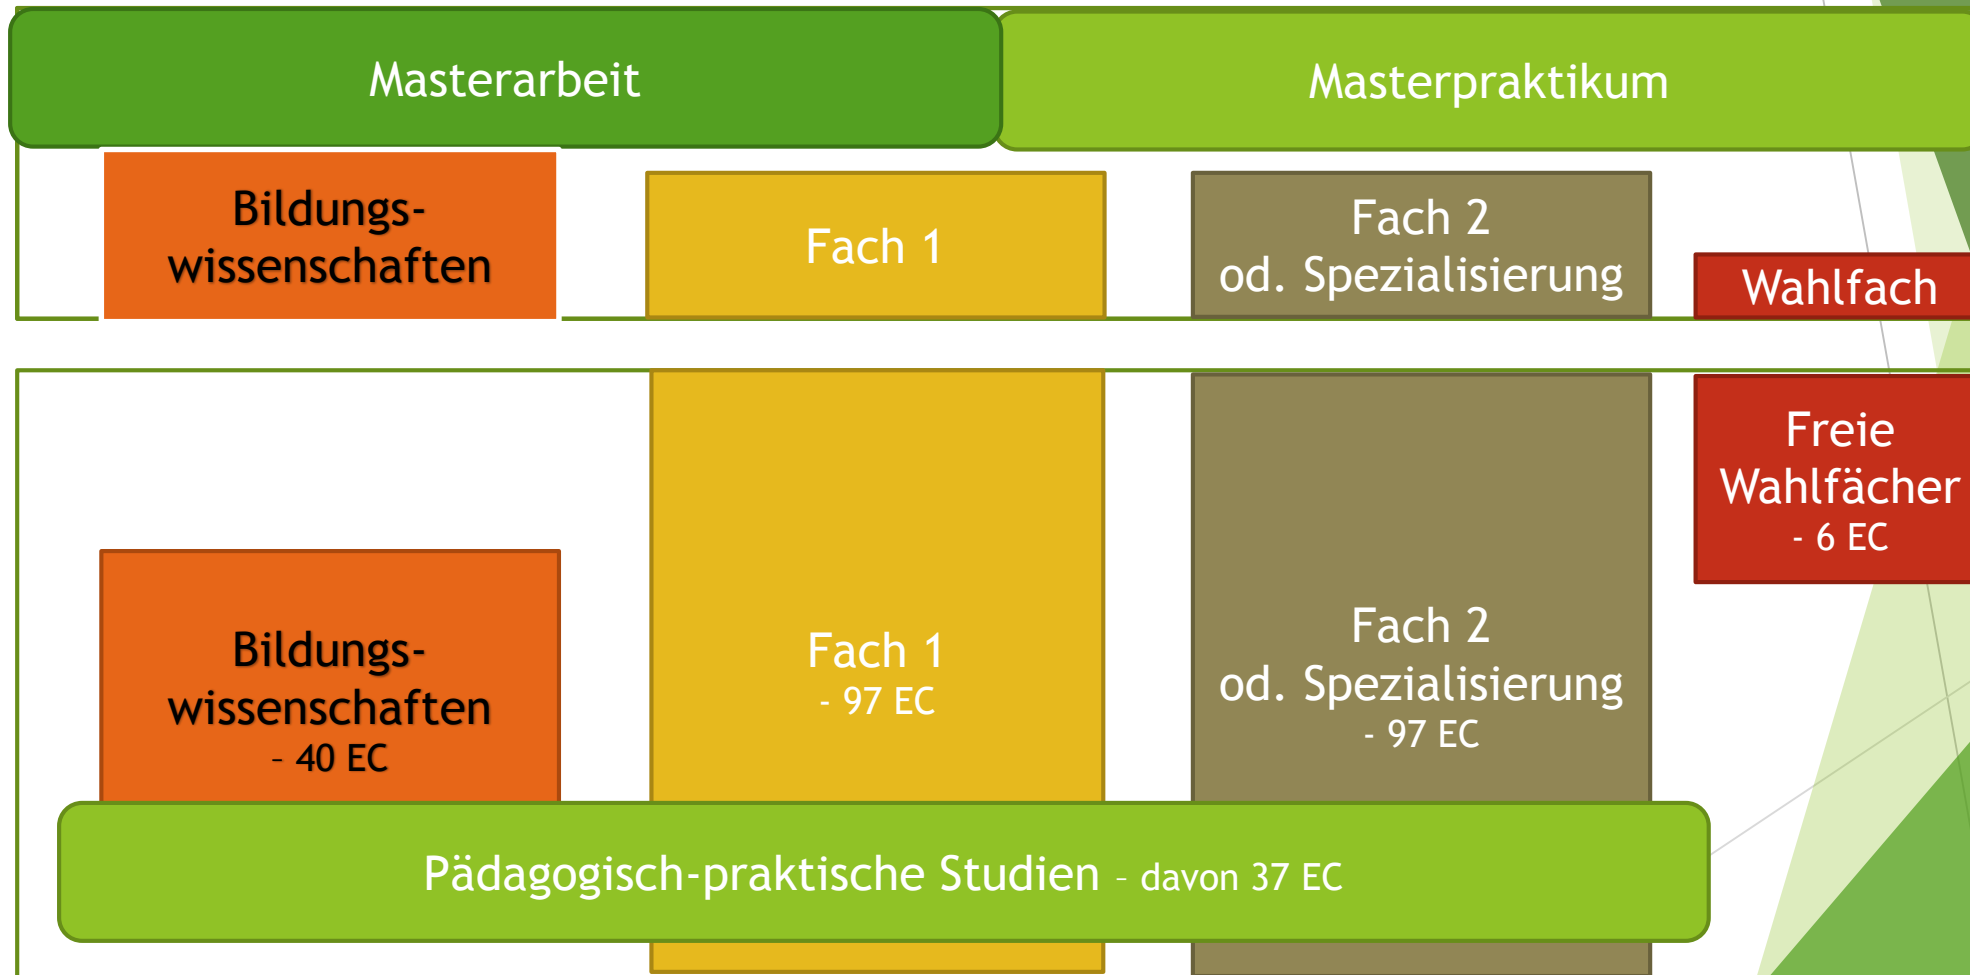 Masterarbeit
Masterpraktikum
Bildungs-
wissenschaften
Fach 1
Fach 2
od. Spezialisierung
Wahlfach
Bildungs-
wissenschaften
– 40 EC
Fach 1
- 97 EC
Fach 2
od. Spezialisierung
- 97 EC
Freie
Wahlfächer
- 6 EC
Pädagogisch-praktische Studien – davon 37 EC